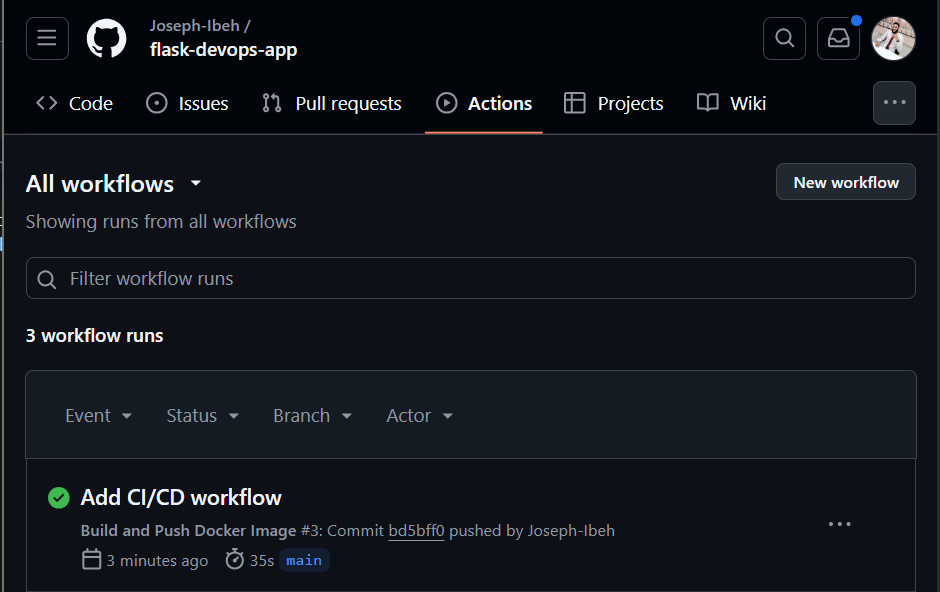 Joseph-Ibeh /
flask-devops-app
Code Issues Pull requests Actions Projects Wiki
All workflows
New workflow
Showing runs from all workflows
Filter workflow runs
3 workflow runs
Event Status Branch Actor
Add CI/CD workflow
Build and Push Docker Image #3: Commit bd5bff0 pushed by Joseph-Ibeh
3 minutes ago 35s main